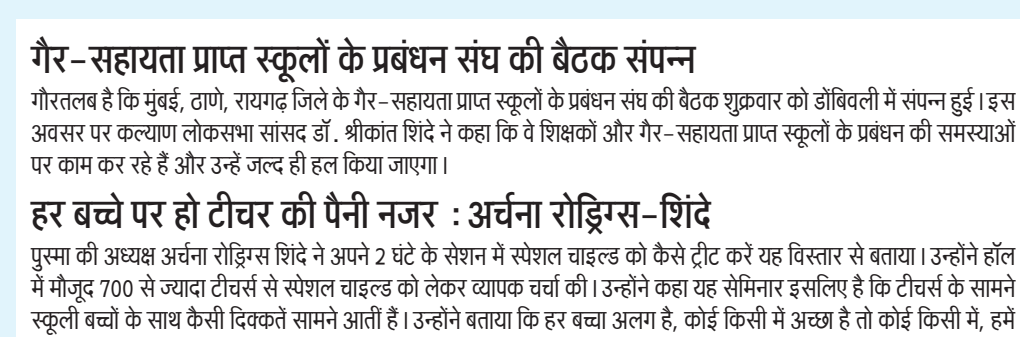 गैर-सहायता प्राप्त स्कूलों के प्रबंधन संघ की बैठक संपन्न
गौरतलब है कि मुंबई, ठाणे, रायगढ़ जिले के गैर-सहायता प्राप्त स्कूलों के प्रबंधन संघ की बैठक शुक्रवार को डोंबिवली में संपन्न हुई। इस
अवसर पर कल्याण लोकसभा सांसद डॉ. श्रीकांत शिंदे ने कहा कि वे शिक्षकों और गैर-सहायता प्राप्त स्कूलों के प्रबंधन की समस्याओं
पर काम कर रहे हैं और उन्हें जल्द ही हल किया जाएगा।
हर बच्चे पर हो टीचर की पैनी नजर : अर्चना रोड्रिग्स-शिंदे
पुस्मा की अध्यक्ष अर्चना रोड्रिग्स शिंदे ने अपने 2 घंटे के सेशन में स्पेशल चाइल्ड को कैसे ट्रीट करें यह विस्तार से बताया। उन्होंने हॉल
में मौजूद 700 से ज्यादा टीचर्स से स्पेशल चाइल्ड को लेकर व्यापक चर्चा की। उन्होंने कहा यह सेमिनार इसलिए है कि टीचर्स के सामने
स्कूली बच्चों के साथ कैसी दिक्कतें सामने आतीं हैं। उन्होंने बताया कि हर बच्चा अलग है, कोई किसी में अच्छा है तो कोई किसी में, हमें